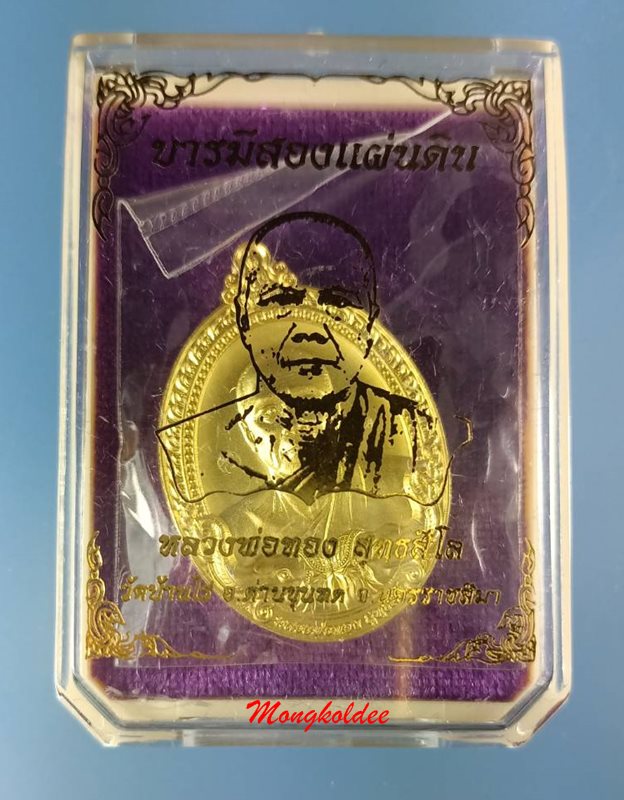 บารมีสองแผ่นดิน
หลวงพ่อทอง สุทธสีโล
วัดบ้านไร่ อ.ด่านขุนทด จ.นครราชสีมา
Mongkoldee